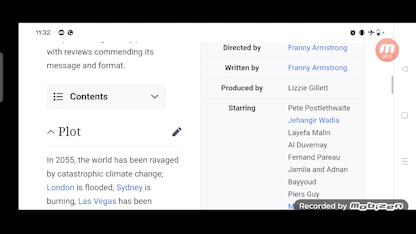 11:32
with reviews commending its
message and format.
Contents
Plot
In 2055, the world has been ravaged
by catastrophic climate change;
London is flooded, Sydney is
burning, Las Vegas has been
Directed by Franny Armstrong
Written by Franny Armstrong
Produced by Lizzie Gillett
Starring Pete Postlethwaite
Jehangir Wadia
Layefa Malin
Al Duvernay
Fernand Pareau
Jamila and Adnan
Bayyoud
Piers Guy
Recorded by Mobizen